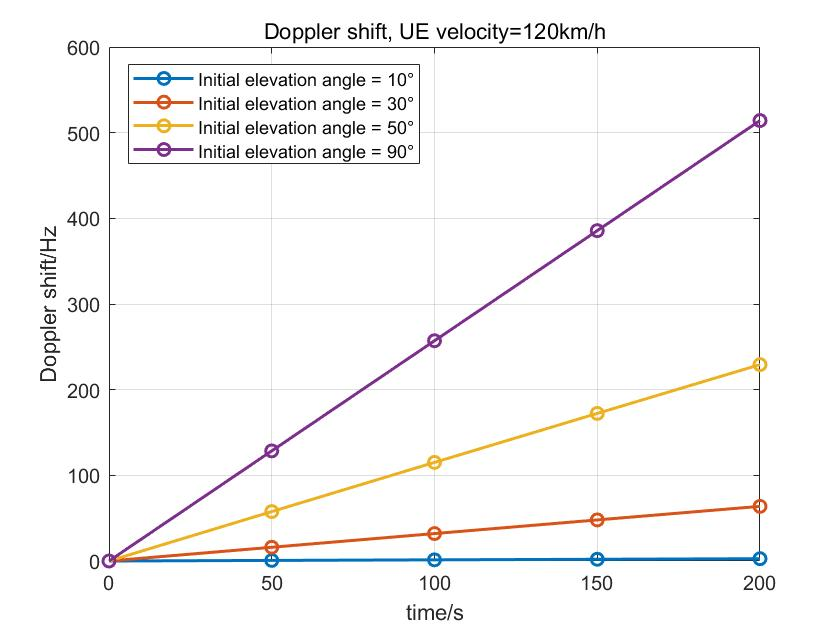 Doppler shift, UE velocity=120km/h
600
500
400
300
200
100
0
Doppler shift/Hz
Initial elevation angle = 10°
Initial elevation angle = 30°
Initial elevation angle = 50°
Initial elevation angle = 90°
0 50 100 150 200
time/s